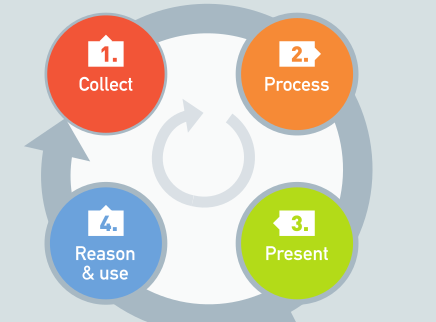 1.
Collect
2.
Process
3.
Present
4.
Reason
& use